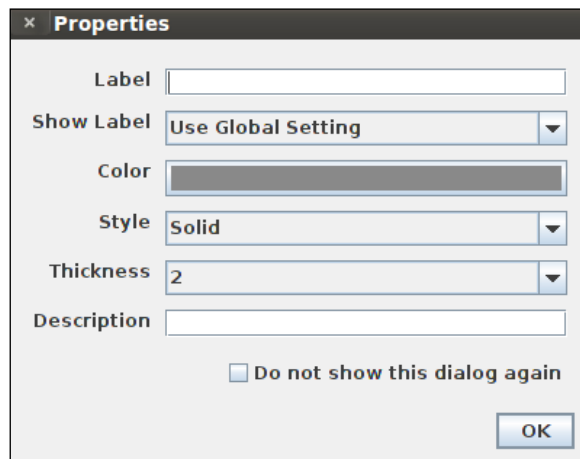 × Properties
Label
Show Label Use Global Setting
Color
Style Solid
Thickness 2
Description
Do not show this dialog again
OK